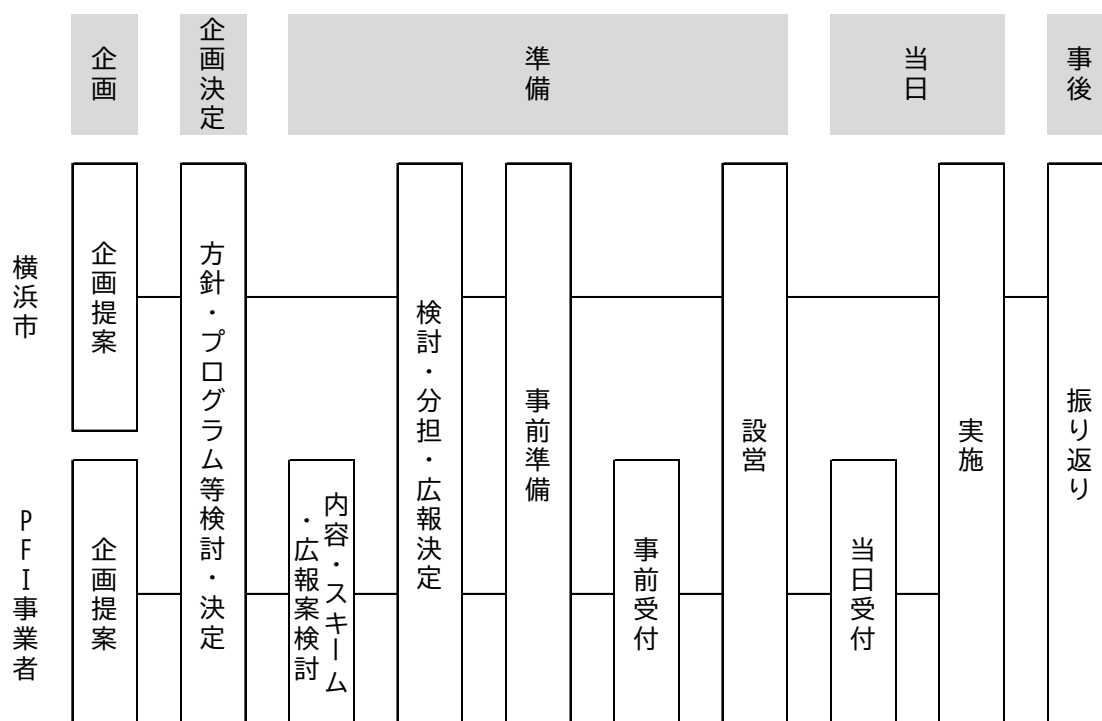 企画
企画決定
準備
当日
事後
横浜市
企画提案
方針・プログラム等検討・決定
検討・分担・広報決定
事前準備
設営
実施
振り返り
PFI事業者
企画提案
内容・スキーム
・広報案検討
事前受付
当日受付